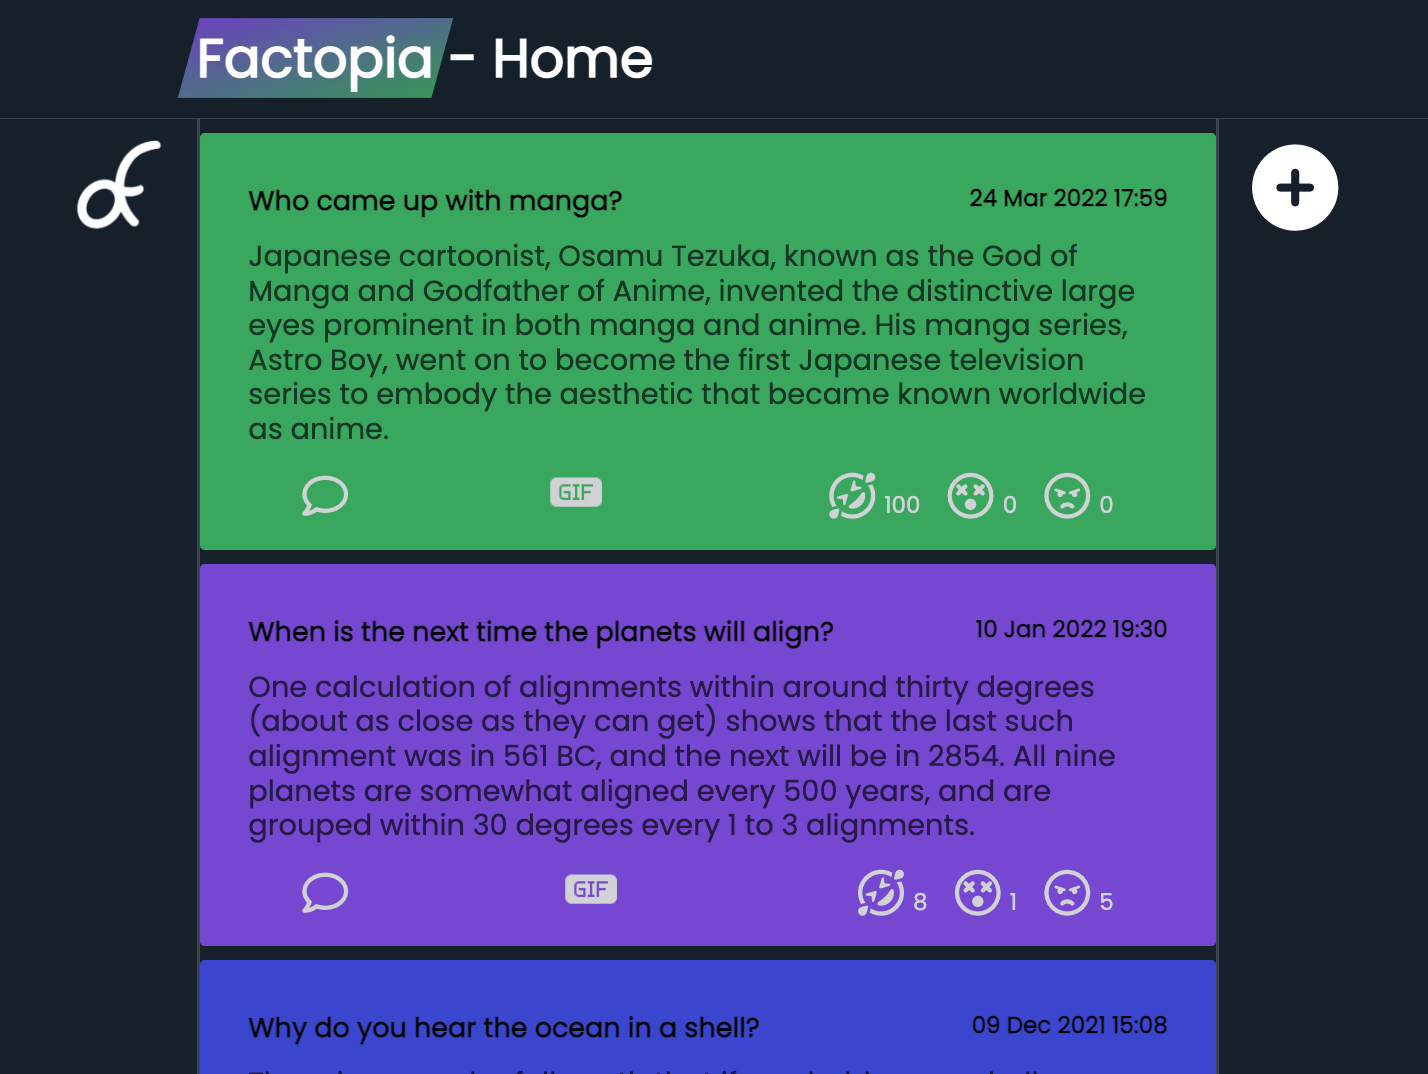 Factopia - Home
Who came up with manga?
24 Mar 2022 17:59
Japanese cartoonist, Osamu Tezuka, known as the God of
Manga and Godfather of Anime, invented the distinctive large
eyes prominent in both manga and anime. His manga series,
Astro Boy, went on to become the first Japanese television
series to embody the aesthetic that became known worldwide
as anime.
GIF 100 0 0
When is the next time the planets will align?
10 Jan 2022 19:30
One calculation of alignments within around thirty degrees
(about as close as they can get) shows that the last such
alignment was in 561 BC, and the next will be in 2854. All nine
planets are somewhat aligned every 500 years, and are
grouped within 30 degrees every 1 to 3 alignments.
GIF 8 1 5
Why do you hear the ocean in a shell?
09 Dec 2021 15:08